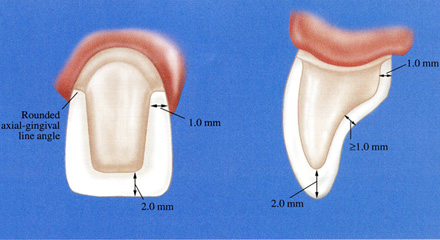 1.0 mm
Rounded
axial-gingival
line angle
1.0 mm
2.0 mm
≥1.0 mm
2.0 mm